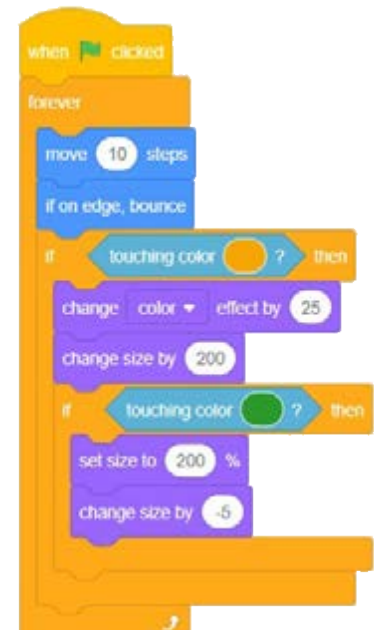 when clicked
forever
move 10 steps
if on edge, bounce
if touching color ? then
change color effect by 25
change size by 200
if touching color ? then
set size to 200 %
change size by -5